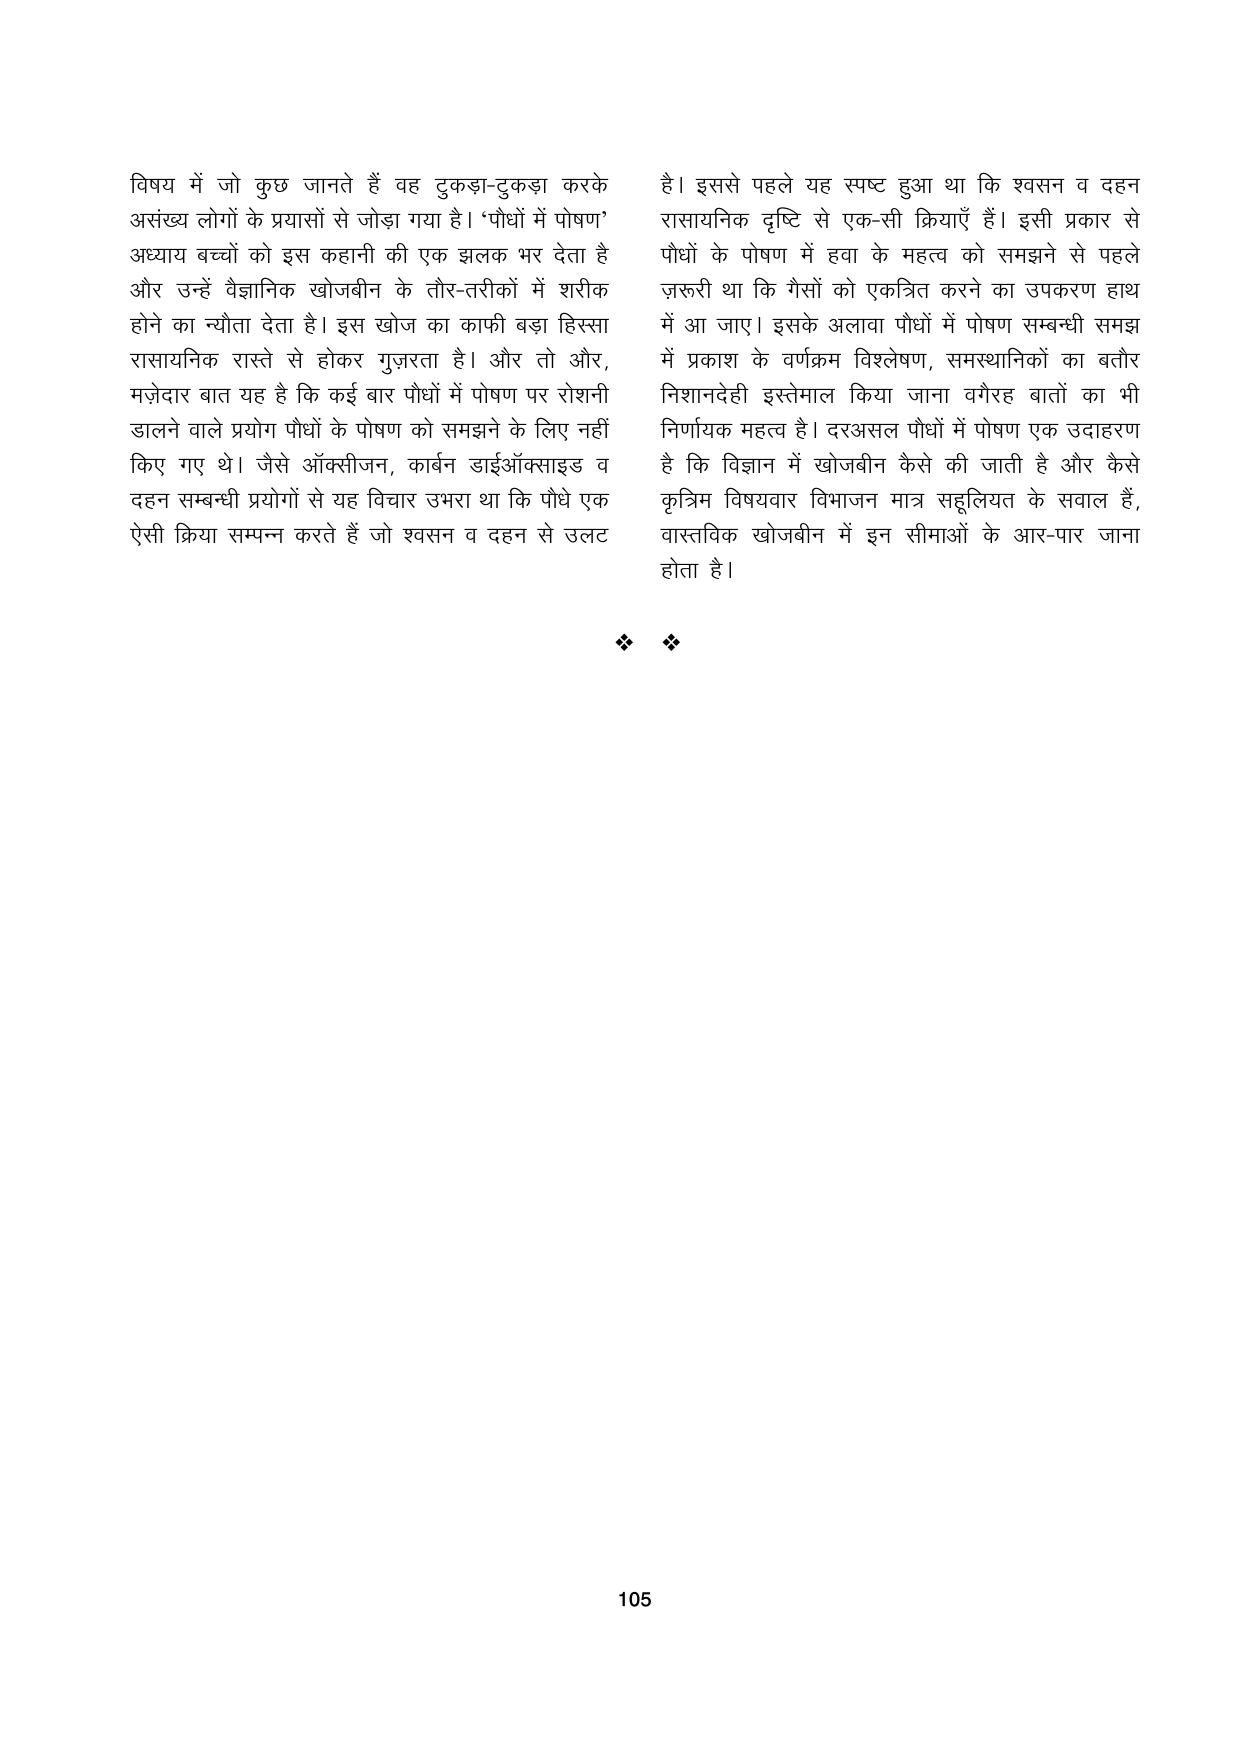 विषय में जो कुछ जानते हैं वह टुकड़ा-टुकड़ा करके
असंख्य लोगों के प्रयासों से जोड़ा गया है। ‘पौधों में पोषण’
अध्याय बच्चों को इस कहानी की एक झलक भर देता है
और उन्हें वैज्ञानिक खोजबीन के तौर-तरीकों में शरीक
होने का न्यौता देता है। इस खोज का काफी बड़ा हिस्सा
रासायनिक रास्ते से होकर गुज़रता है। और तो और,
मज़ेदार बात यह है कि कई बार पौधों में पोषण पर रोशनी
डालने वाले प्रयोग पौधों के पोषण को समझने के लिए नहीं
किए गए थे। जैसे ऑक्सीजन, कार्बन डाईऑक्साइड व
दहन सम्बन्धी प्रयोगों से यह विचार उभरा था कि पौधे एक
ऐसी क्रिया सम्पन्न करते हैं जो श्वसन व दहन से उलट
है। इससे पहले यह स्पष्ट हुआ था कि श्वसन व दहन
रासायनिक दृष्टि से एक-सी क्रियाएँ हैं। इसी प्रकार से
पौधों के पोषण में हवा के महत्व को समझने से पहले
ज़रूरी था कि गैसों को एकत्रित करने का उपकरण हाथ
में आ जाए। इसके अलावा पौधों में पोषण सम्बन्धी समझ
में प्रकाश के वर्णक्रम विश्लेषण, समस्थानिकों का बतौर
निशानदेही इस्तेमाल किया जाना वगैरह बातों का भी
निर्णायक महत्व है। दरअसल पौधों में पोषण एक उदाहरण
है कि विज्ञान में खोजबीन कैसे की जाती है और कैसे
कृत्रिम विषयवार विभाजन मात्र सहूलियत के सवाल हैं,
वास्तविक खोजबीन में इन सीमाओं के आर-पार जाना
होता है।
❖ ❖
105